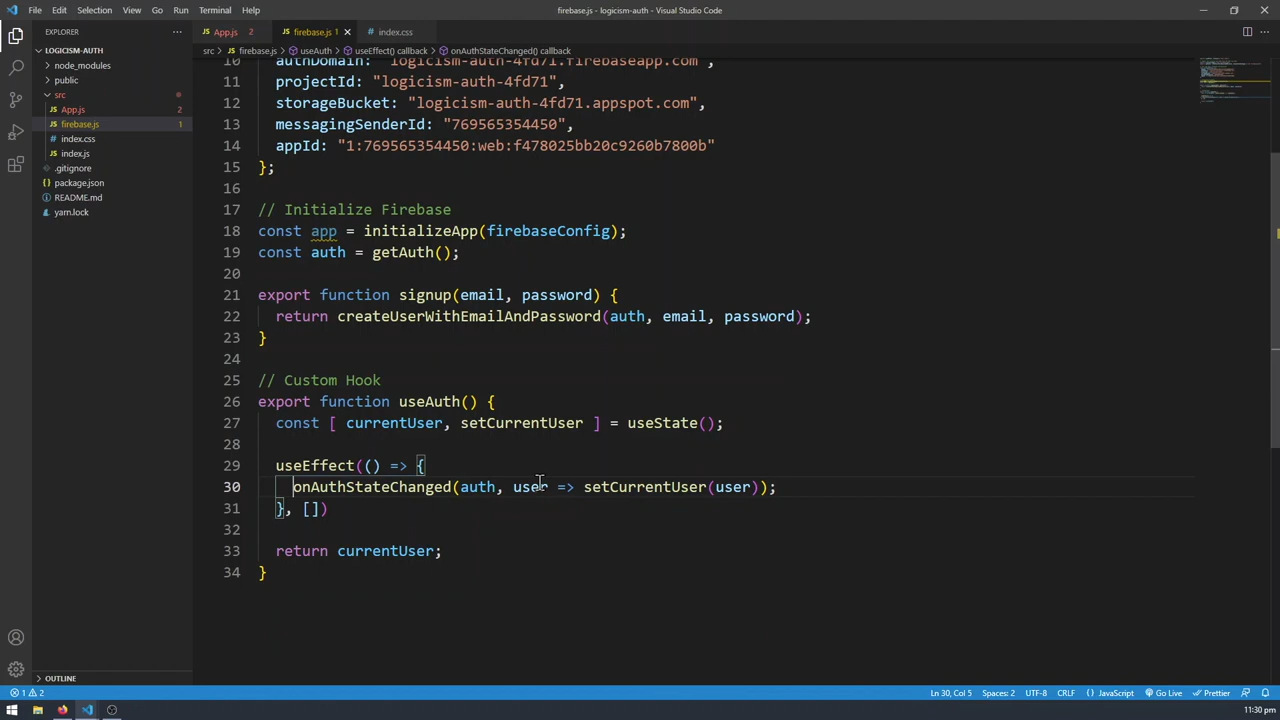 File Edit Selection View Go Run Terminal Help
firebase.js - logicism-auth - Visual Studio Code
EXPLORER
App.js 2
firebase.js 1
index.css
LOGICISM-AUTH
src > firebase.js > useAuth > useEffect() callback > onAuthStateChanged() callback
node_modules
public
src
App.js 2
firebase.js 1
index.css
index.js
.gitignore
package.json
README.md
yarn.lock
10 authDomain: "logicism-auth-4fd71.firebaseapp.com",
11 projectId: "logicism-auth-4fd71",
12 storageBucket: "logicism-auth-4fd71.appspot.com",
13 messagingSenderId: "769565354450",
14 appId: "1:769565354450:web:f478025bb20c9260b7800b"
15 };
16
17 // Initialize Firebase
18 const app = initializeApp(firebaseConfig);
19 const auth = getAuth();
20
21 export function signup(email, password) {
22 return createUserWithEmailAndPassword(auth, email, password);
23 }
24
25 // Custom Hook
26 export function useAuth() {
27 const [ currentUser, setCurrentUser ] = useState();
28
29 useEffect(() => {
30 onAuthStateChanged(auth, user => setCurrentUser(user));
31 }, [])
32
33 return currentUser;
34 }
OUTLINE
1 2
Ln 30, Col 5 Spaces: 2 UTF-8 CRLF { } JavaScript Go Live Prettier
11:30 pm